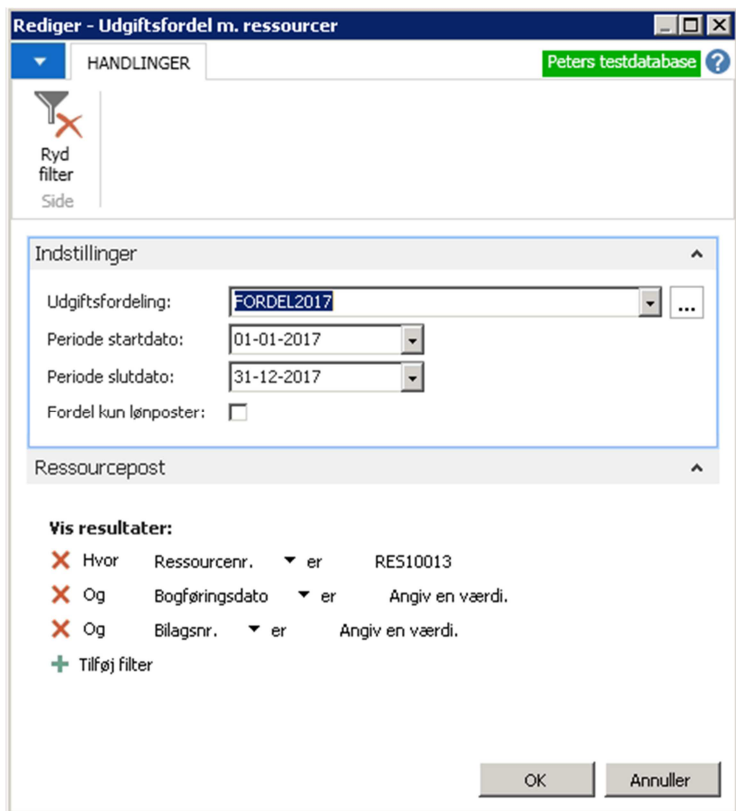 Rediger - Udgiftsfordel m. ressourcer
HANDLINGER
Peters testdatabase
?
Ryd
filter
Side
Indstillinger
Udgiftsfordeling: FORDEL2017 ...
Periode startdato: 01-01-2017
Periode slutdato: 31-12-2017
Fordel kun lønposter:
Ressourcepost
Vis resultater:
Hvor Ressourcenr. er RES10013
Og Bogføringsdato er Angiv en værdi.
Og Bilagsnr. er Angiv en værdi.
Tilføj filter
OK Annuller